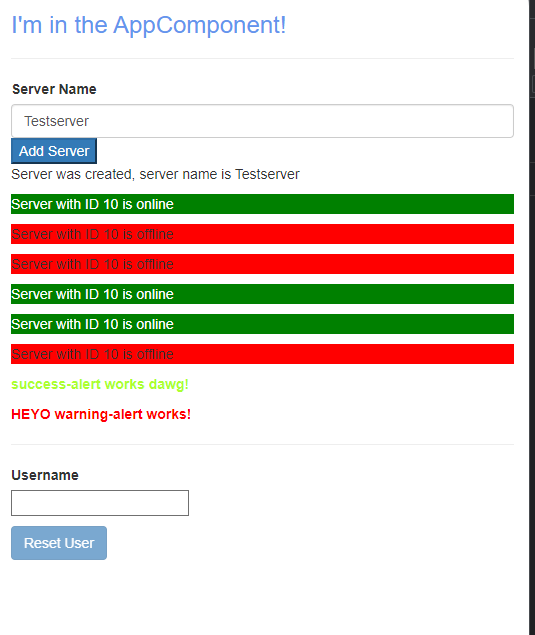 I'm in the AppComponent!
Server Name
Testserver
Add Server
Server was created, server name is Testserver
Server with ID 10 is online
Server with ID 10 is offline
Server with ID 10 is offline
Server with ID 10 is online
Server with ID 10 is online
Server with ID 10 is offline
success-alert works dawg!
HEYO warning-alert works!
Username
Reset User